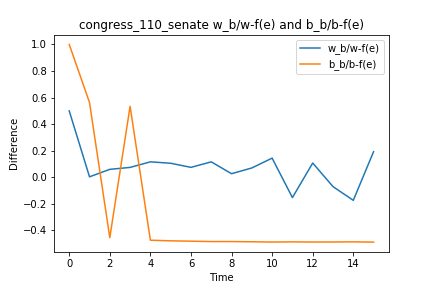 congress_110_senate w_b/w-f(e) and b_b/b-f(e)
w_b/w-f(e)
b_b/b-f(e)
Difference
1.0
0.8
0.6
0.4
0.2
0.0
−0.2
−0.4
0 2 4 6 8 10 12 14
Time